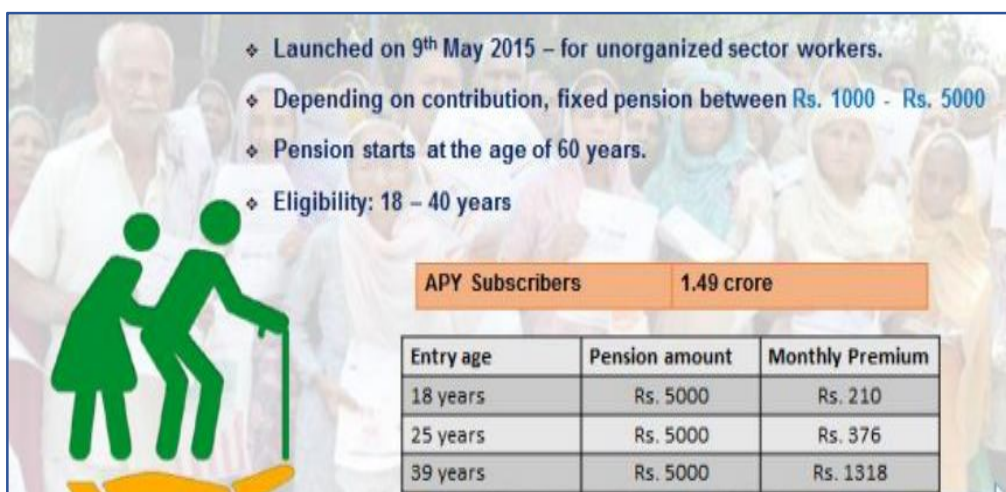 ❖ Launched on 9th May 2015 – for unorganized sector workers.
❖ Depending on contribution, fixed pension between Rs. 1000 - Rs. 5000
❖ Pension starts at the age of 60 years.
❖ Eligibility: 18 – 40 years
APY Subscribers 1.49 crore
Entry age Pension amount Monthly Premium
18 years Rs. 5000 Rs. 210
25 years Rs. 5000 Rs. 376
39 years Rs. 5000 Rs. 1318